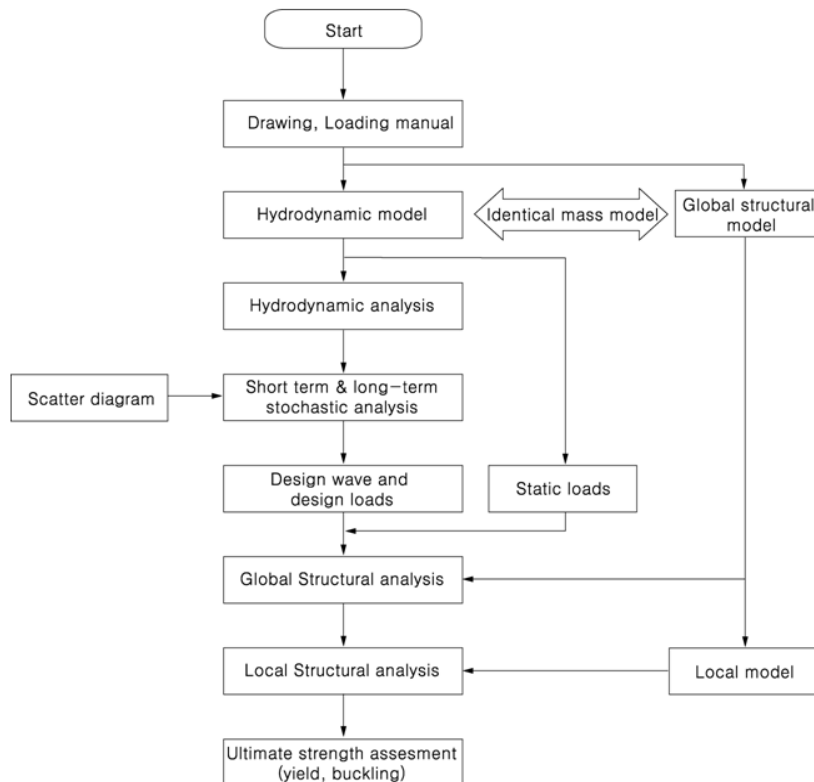 Start
Drawing, Loading manual
Hydrodynamic model
Identical mass model
Global structural
model
Hydrodynamic analysis
Scatter diagram
Short term & long-term
stochastic analysis
Design wave and
design loads
Static loads
Global Structural analysis
Local Structural analysis
Local model
Ultimate strength assesment
(yield, buckling)